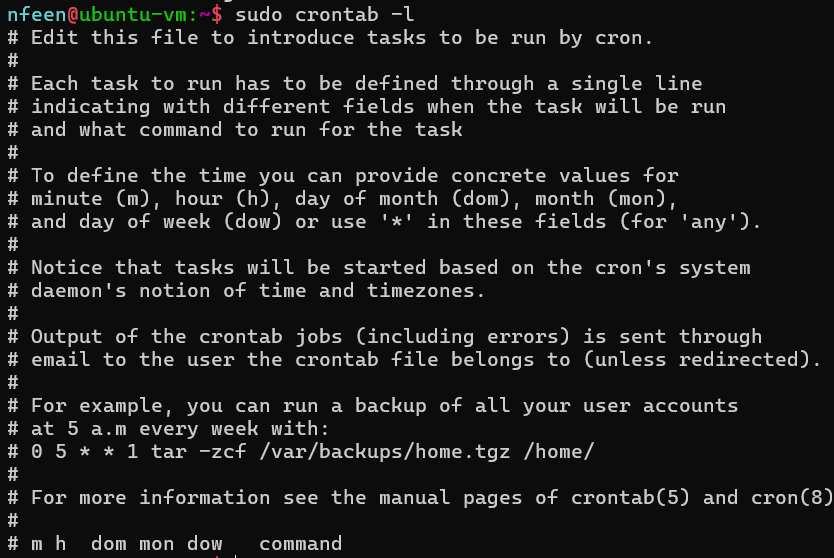 nfeen@ubuntu-vm:~$ sudo crontab -l
# Edit this file to introduce tasks to be run by cron.
#
# Each task to run has to be defined through a single line
# indicating with different fields when the task will be run
# and what command to run for the task
#
# To define the time you can provide concrete values for
# minute (m), hour (h), day of month (dom), month (mon),
# and day of week (dow) or use '*' in these fields (for 'any').
#
# Notice that tasks will be started based on the cron's system
# daemon's notion of time and timezones.
#
# Output of the crontab jobs (including errors) is sent through
# email to the user the crontab file belongs to (unless redirected).
#
# For example, you can run a backup of all your user accounts
# at 5 a.m every week with:
# 0 5 * * 1 tar -zcf /var/backups/home.tgz /home/
#
# For more information see the manual pages of crontab(5) and cron(8)
#
# m h  dom mon dow   command